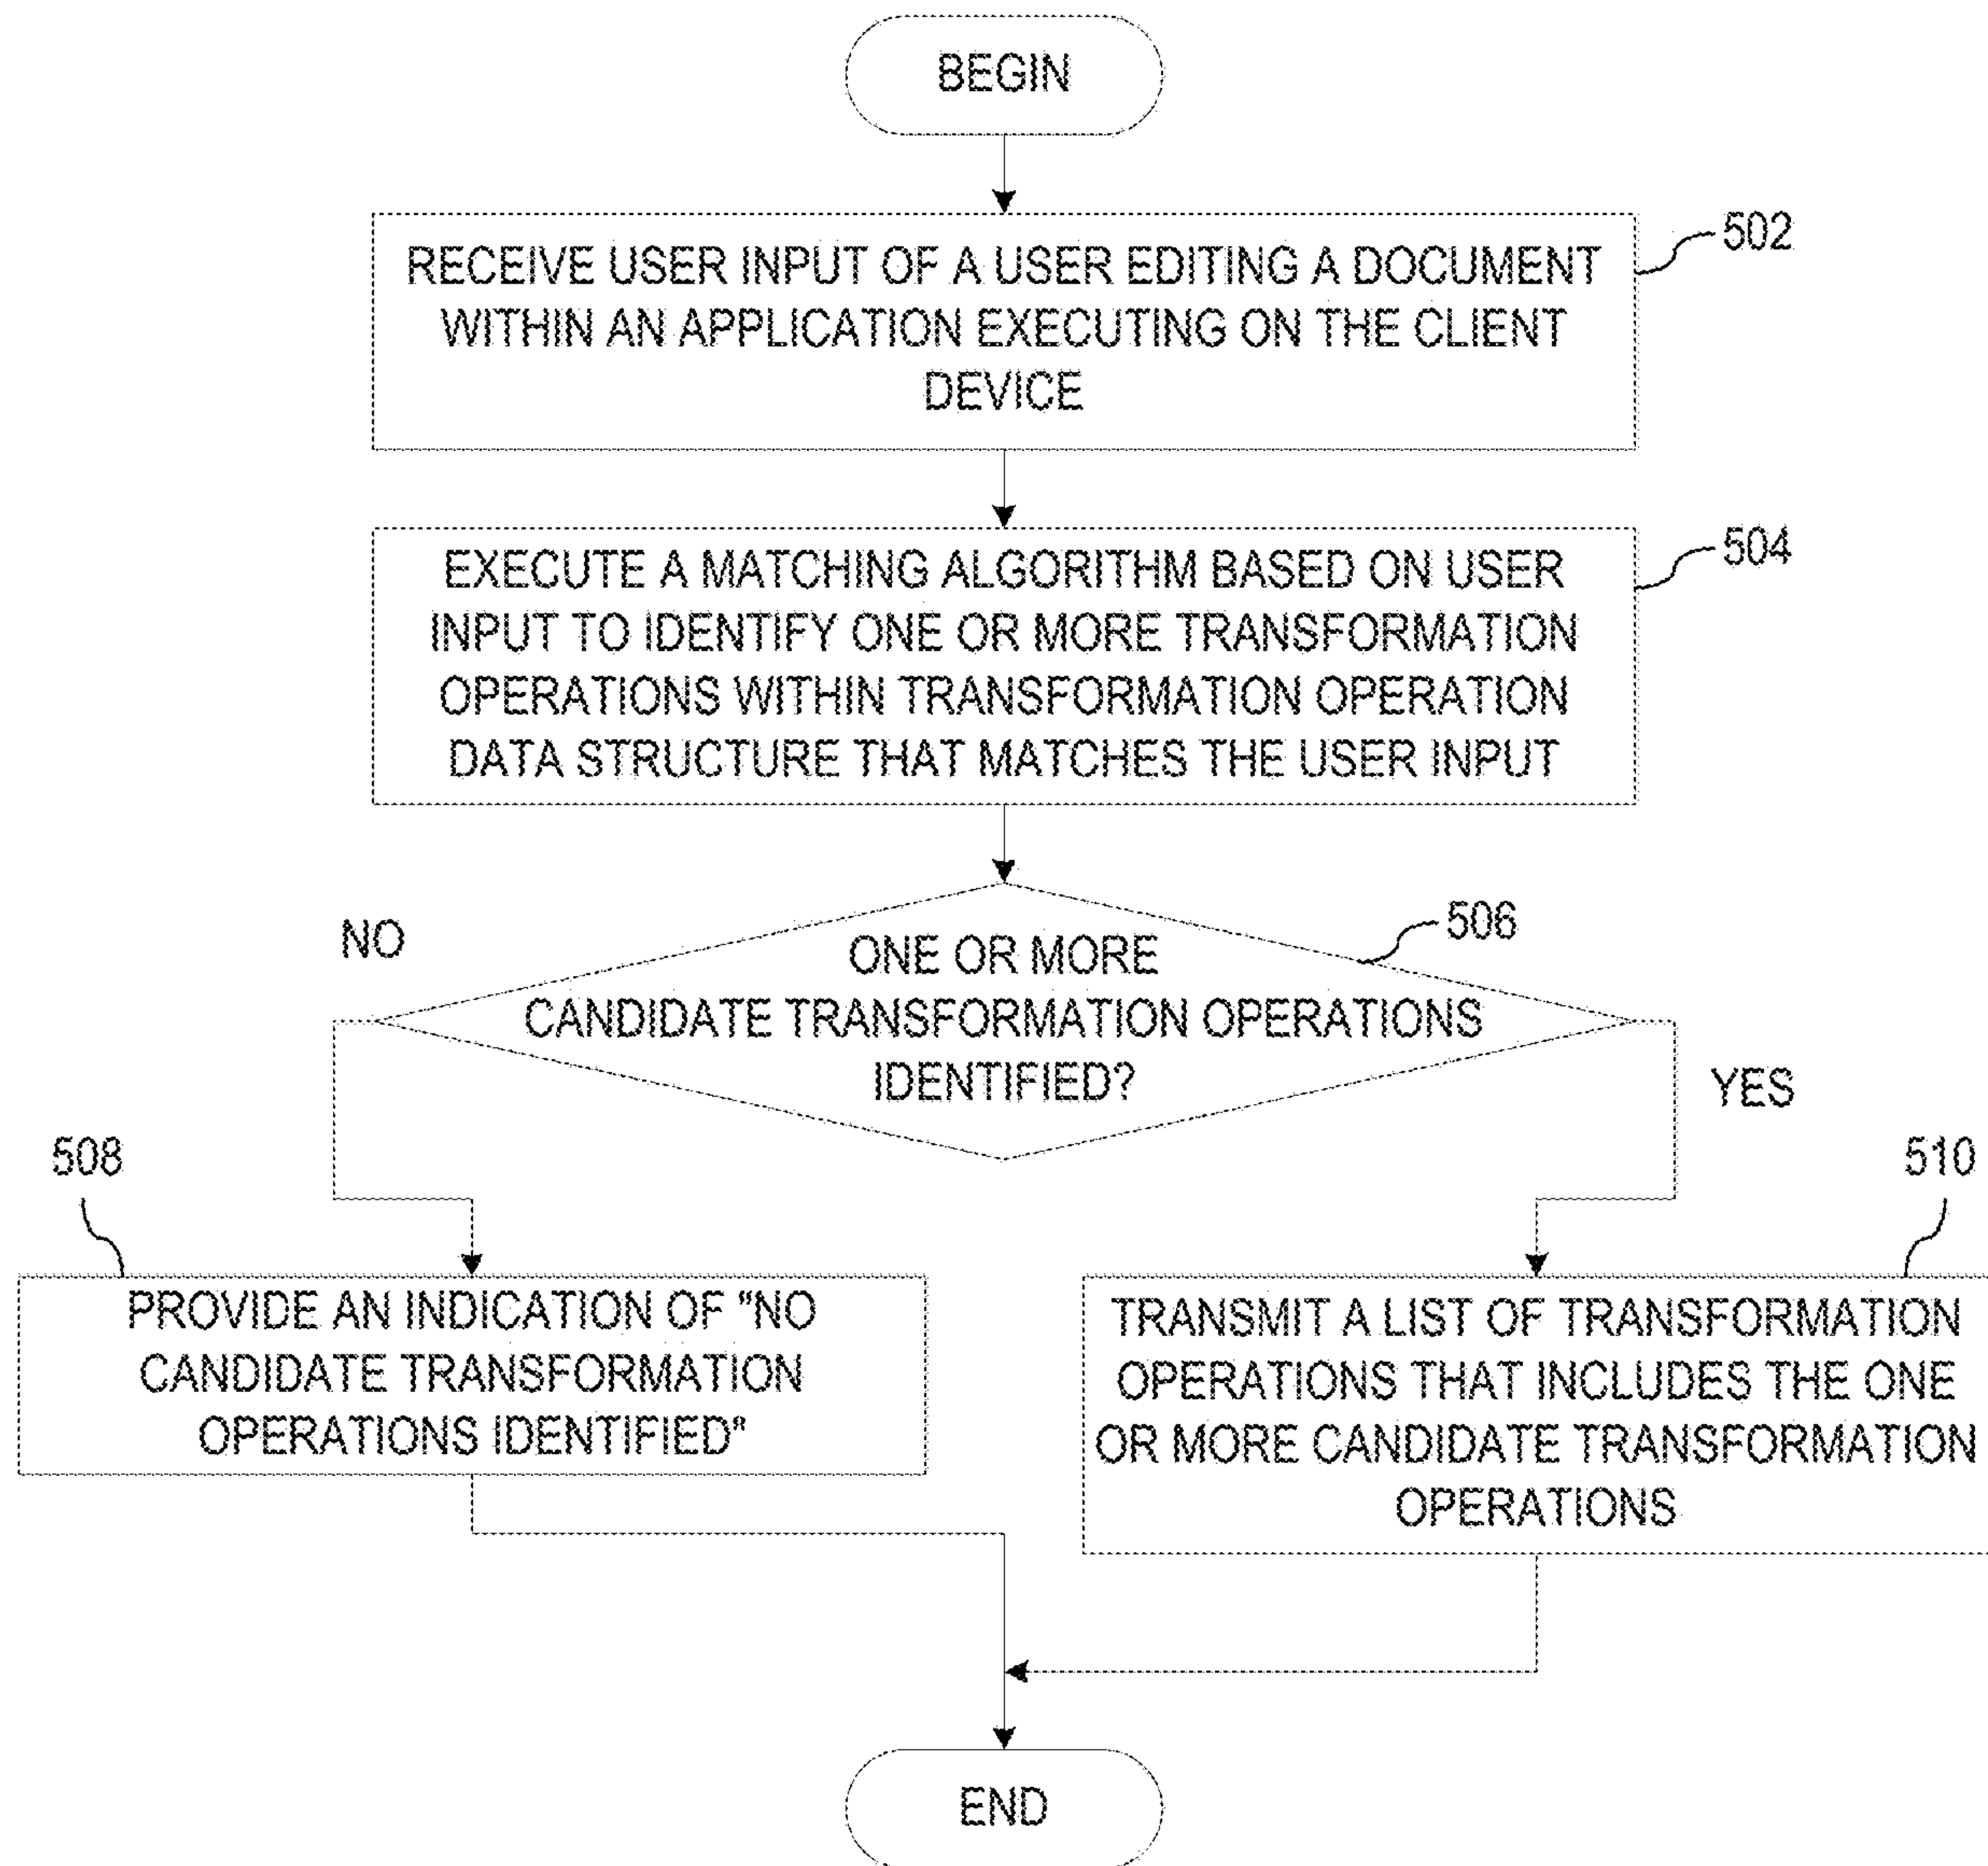 BEGIN
RECEIVE USER INPUT OF A USER EDITING A DOCUMENT
WITHIN AN APPLICATION EXECUTING ON THE CLIENT
DEVICE
502
EXECUTE A MATCHING ALGORITHM BASED ON USER
INPUT TO IDENTIFY ONE OR MORE TRANSFORMATION
OPERATIONS WITHIN TRANSFORMATION OPERATION
DATA STRUCTURE THAT MATCHES THE USER INPUT
504
NO
ONE OR MORE
CANDIDATE TRANSFORMATION OPERATIONS
IDENTIFIED?
506
YES
508
PROVIDE AN INDICATION OF "NO
CANDIDATE TRANSFORMATION
OPERATIONS IDENTIFIED"
510
TRANSMIT A LIST OF TRANSFORMATION
OPERATIONS THAT INCLUDES THE ONE
OR MORE CANDIDATE TRANSFORMATION
OPERATIONS
END